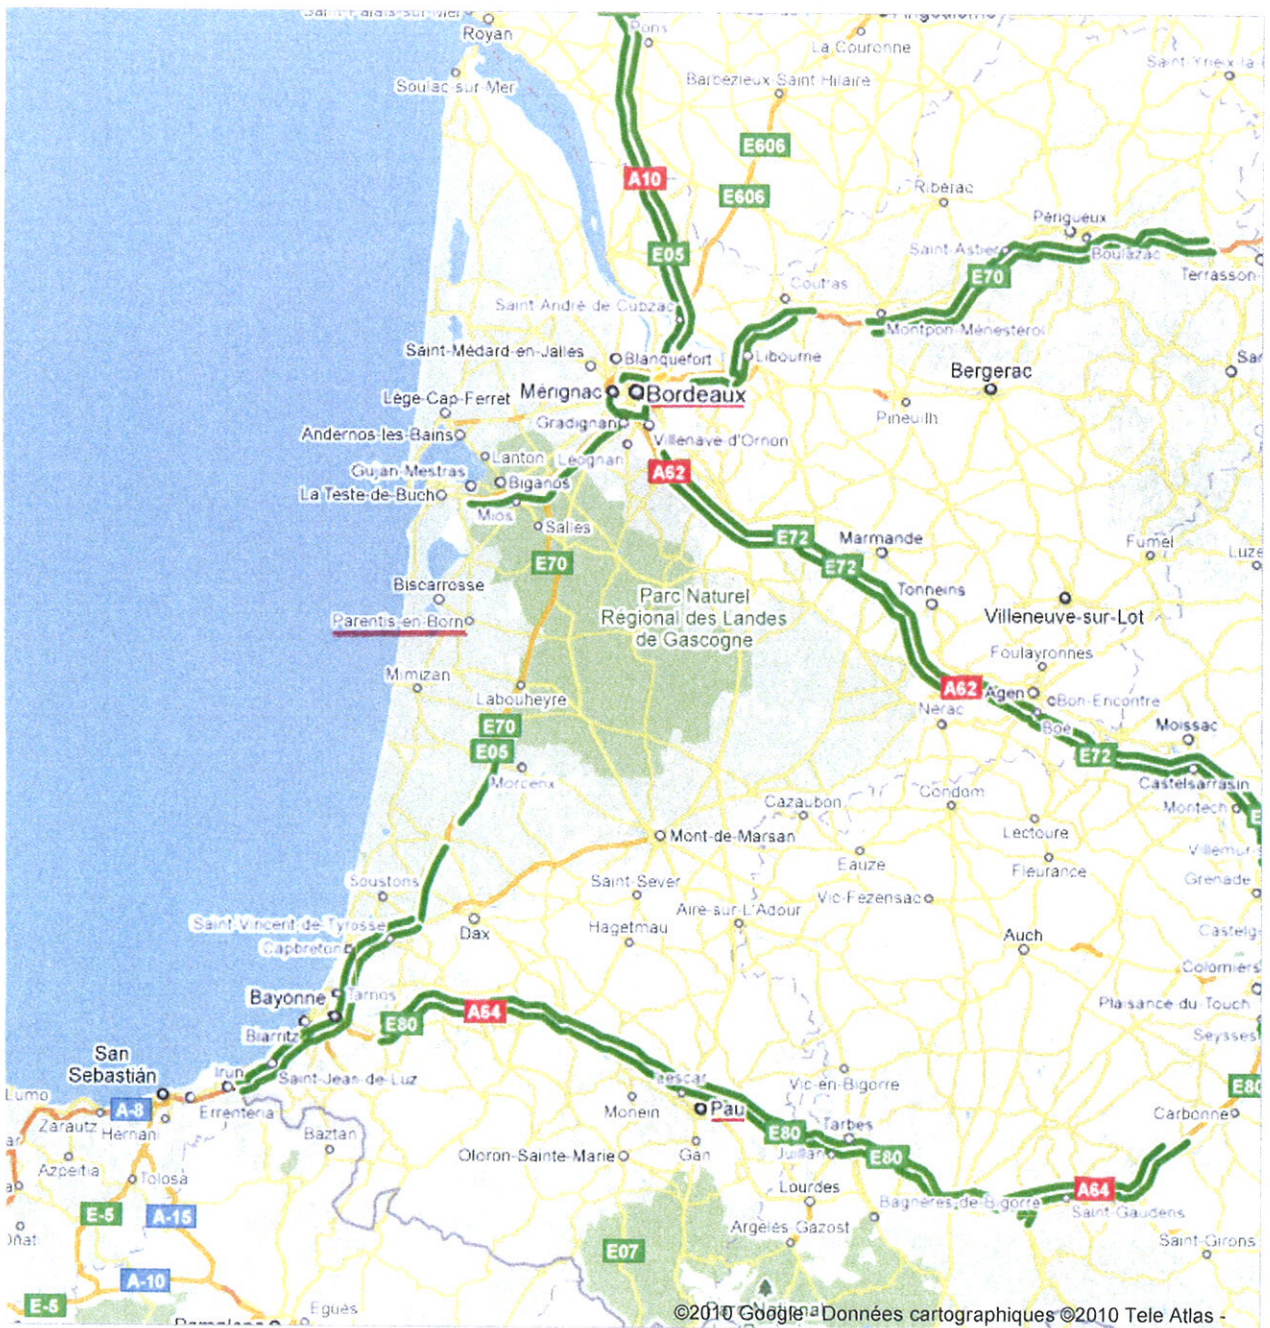 Royan
Pons
La Couronne
Soulac-sur-Mer
Barbezieux-Saint-Hilaire
E606
A10
E606
Ribérac
Périgueux
E05
Saint-Astier
Boulazac
E70
Terrasson-
Coutras
Saint-André-de-Cubzac
Montpon-Ménestérol
Saint-Médard-en-Jalles
Blanquefort
Libourne
Bergerac
Mérignac
Bordeaux
Lège-Cap-Ferret
Pineuilh
Gradignan
Andernos-les-Bains
Villenave-d'Ornon
Lanton
Léognan
Gujan-Mestras
A62
Biganos
La Teste-de-Buch
Mios
Salles
E72
Marmande
Fumel
E70
E72
Biscarrosse
Parc Naturel
Régional des Landes
de Gascogne
Tonneins
Villeneuve-sur-Lot
Parentis-en-Born
Foulayronnes
Mimizan
A62
Agen
Labouheyre
Bon-Encontre
Nérac
E70
Boé
Moissac
E05
E72
Morcenx
Castelsarrasin
Cazaubon
Condom
Montech
Mont-de-Marsan
Lectoure
Eauze
Fleurance
Soustons
Saint-Sever
Grenade
Vic-Fezensac
Aire-sur-L'Adour
Saint-Vincent-de-Tyrosse
Hagetmau
Dax
Auch
Capbreton
Colomiers
Bayonne
Tarnos
Plaisance-du-Touch
A64
E80
Biarritz
Seysses
San
Sebastián
Irun
Saint-Jean-de-Luz
Lescar
Vic-en-Bigorre
E80
A-8
Errenteria
Monein
Pau
Carbonne
Zarautz
Hernani
Baztan
E80
Tarbes
Azpeitia
Oloron-Sainte-Marie
Gan
Juillan
E80
Tolosa
Lourdes
A64
Bagnères-de-Bigorre
Saint-Gaudens
E-5
A-15
Argelès-Gazost
E07
Saint-Girons
A-10
E-5
Egüés
Parc National
©2010 Google - Données cartographiques ©2010 Tele Atlas -